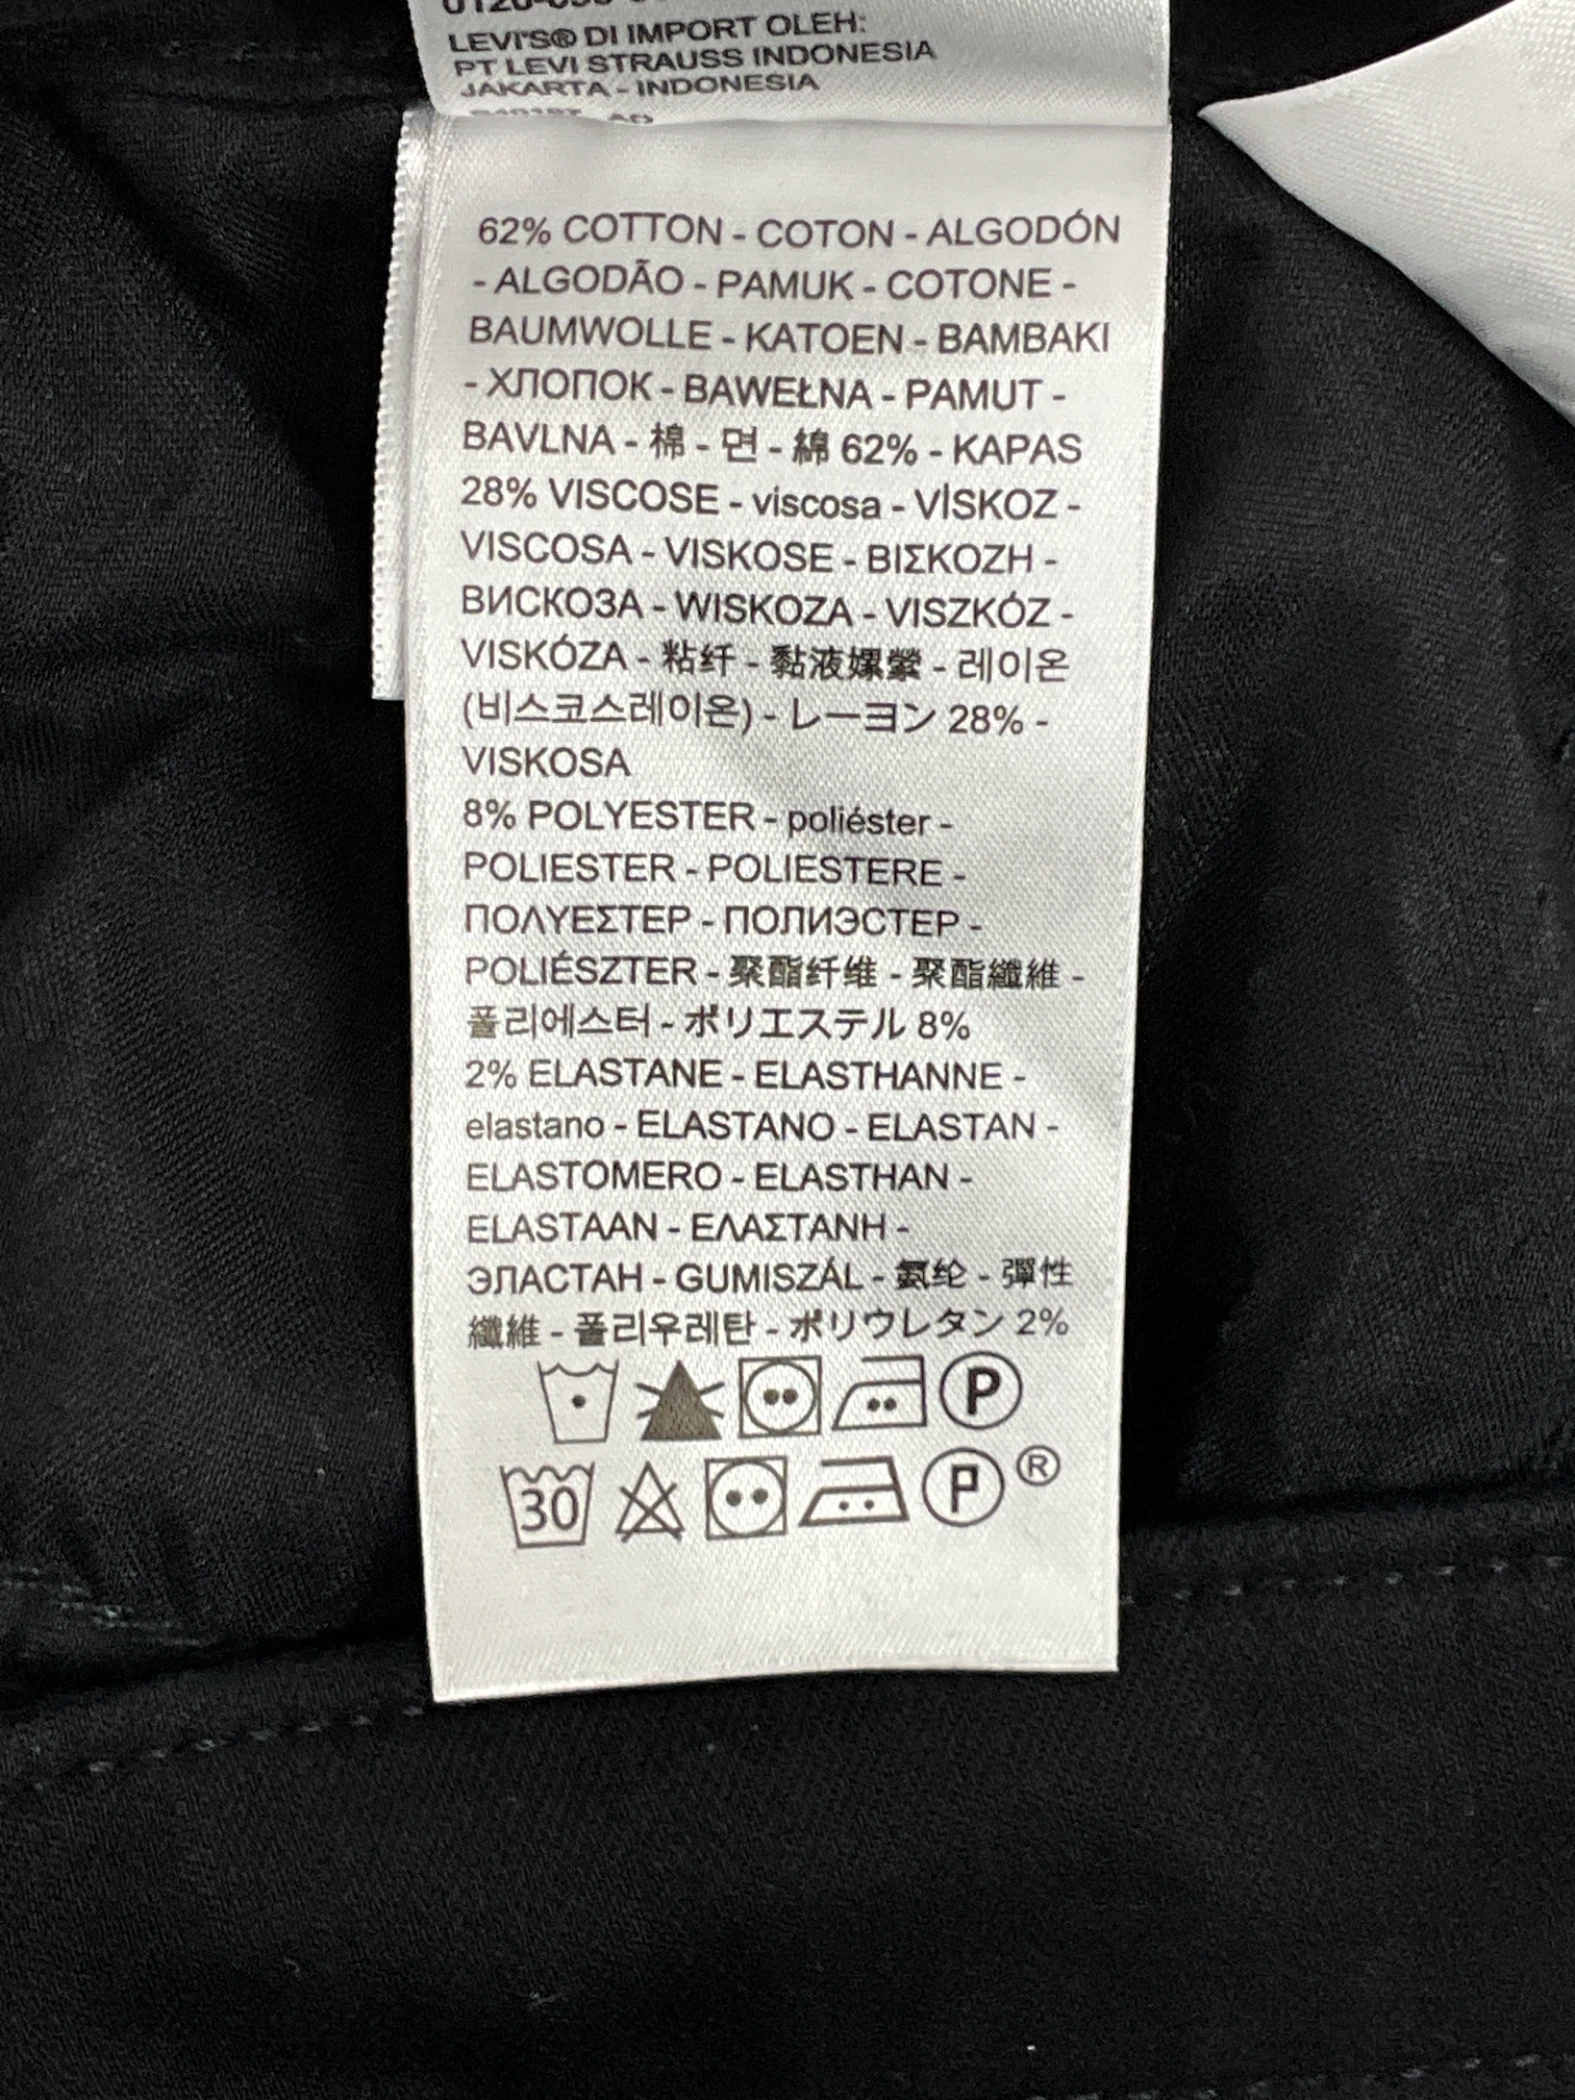 LEVI'S® DI IMPORT OLEH:
PT LEVI STRAUSS INDONESIA
JAKARTA - INDONESIA
62% COTTON - COTON - ALGODÓN
- ALGODÃO - PAMUK - COTONE -
BAUMWOLLE - KATOEN - BAMBAKI
- ХЛОПОК - BAWEŁNA - PAMUT -
BAVLNA - 棉 - 면 - 綿 62% - KAPAS
28% VISCOSE - viscosa - VİSKOZ -
VISCOSA - VISKOSE - ΒΙΣΚΟΖΗ -
ВИСКОЗА - WISKOZA - VISZKÓZ -
VISKÓZA - 粘纤 - 黏液嫘縈 - 레이온
(비스코스레이온) - レーヨン 28% -
VISKOSA
8% POLYESTER - poliéster -
POLIESTER - POLIESTERE -
ΠΟΛΥΕΣΤΕΡ - ПОЛИЭСТЕР -
POLIÉSZTER - 聚酯纤维 - 聚酯纖維 -
폴리에스터 - ポリエステル 8%
2% ELASTANE - ELASTHANNE -
elastano - ELASTANO - ELASTAN -
ELASTOMERO - ELASTHAN -
ELASTAAN - ΕΛΑΣΤΑΝΗ -
ЭЛАСТАН - GUMISZÁL - 氨纶 - 彈性
纖維 - 폴리우레탄 - ポリウレタン 2%
P
30 P ®